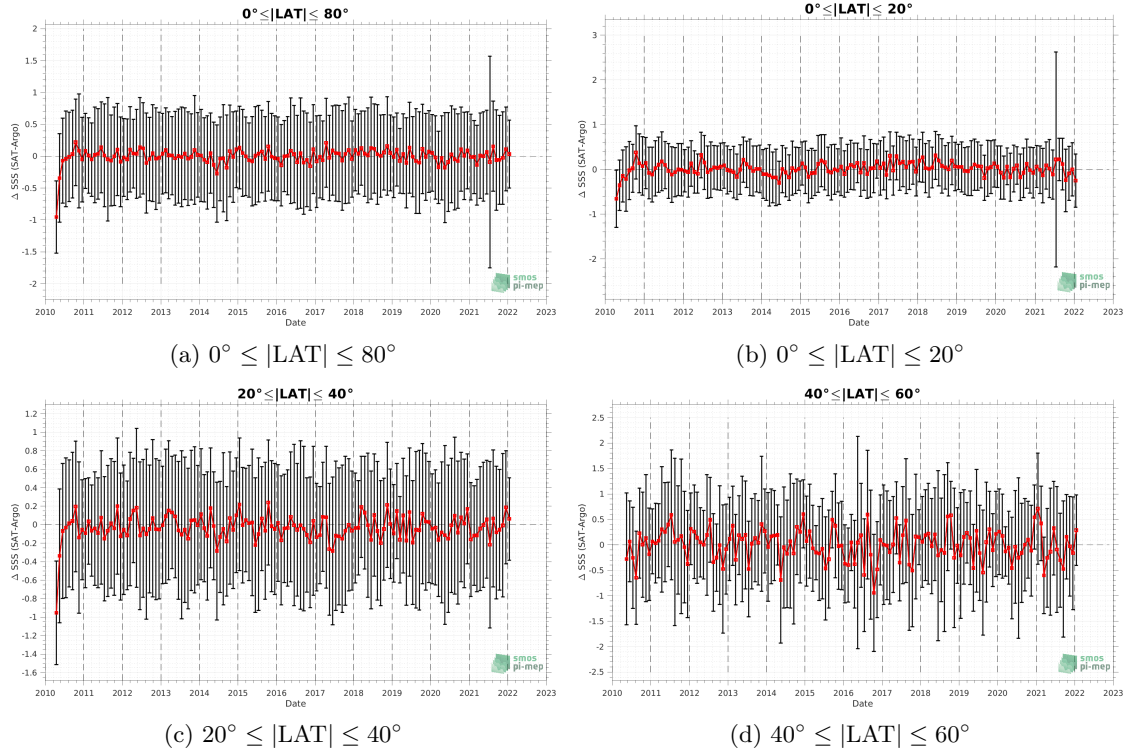 0°≤|LAT|≤ 80°
2
1.5
1
0.5
0
-0.5
-1
-1.5
-2
Δ SSS (SAT-Argo)
2010 2011 2012 2013 2014 2015 2016 2017 2018 2019 2020 2021 2022 2023
Date
smos
pi-mep
(a) 0° ≤ |LAT| ≤ 80°
0°≤|LAT|≤ 20°
3
2
1
0
-1
-2
Δ SSS (SAT-Argo)
2010 2011 2012 2013 2014 2015 2016 2017 2018 2019 2020 2021 2022 2023
Date
smos
pi-mep
(b) 0° ≤ |LAT| ≤ 20°
20°≤|LAT|≤ 40°
1.2
1
0.8
0.6
0.4
0.2
0
-0.2
-0.4
-0.6
-0.8
-1
-1.2
-1.4
-1.6
Δ SSS (SAT-Argo)
2010 2011 2012 2013 2014 2015 2016 2017 2018 2019 2020 2021 2022 2023
Date
smos
pi-mep
(c) 20° ≤ |LAT| ≤ 40°
40°≤|LAT|≤ 60°
2.5
2
1.5
1
0.5
0
-0.5
-1
-1.5
-2
-2.5
Δ SSS (SAT-Argo)
2010 2011 2012 2013 2014 2015 2016 2017 2018 2019 2020 2021 2022 2023
Date
smos
pi-mep
(d) 40° ≤ |LAT| ≤ 60°